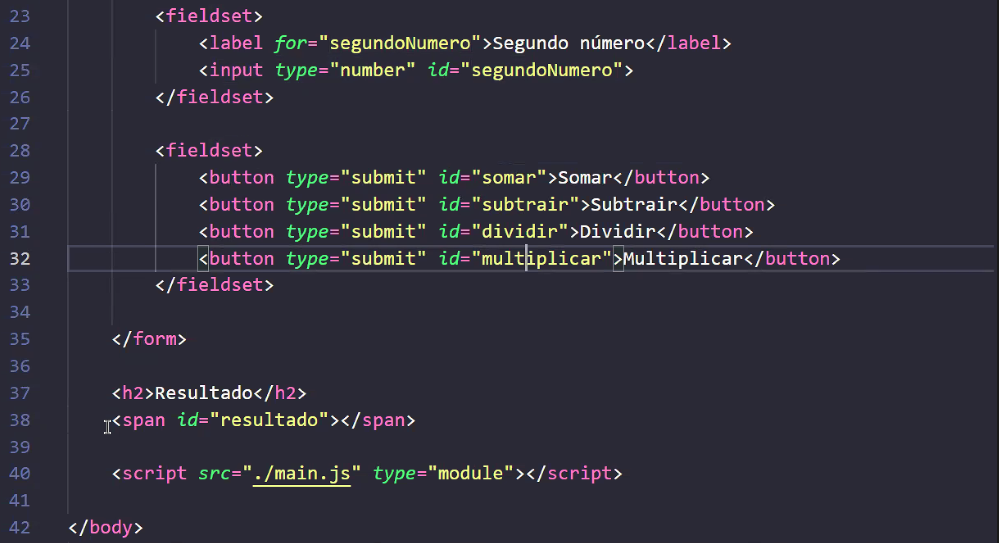 23 <fieldset>
24 <label for="segundoNumero">Segundo número</label>
25 <input type="number" id="segundoNumero">
26 </fieldset>
27
28 <fieldset>
29 <button type="submit" id="somar">Somar</button>
30 <button type="submit" id="subtrair">Subtrair</button>
31 <button type="submit" id="dividir">Dividir</button>
32 <button type="submit" id="multiplicar">Multiplicar</button>
33 </fieldset>
34
35 </form>
36
37 <h2>Resultado</h2>
38 <span id="resultado"></span>
39
40 <script src="./main.js" type="module"></script>
41
42 </body>